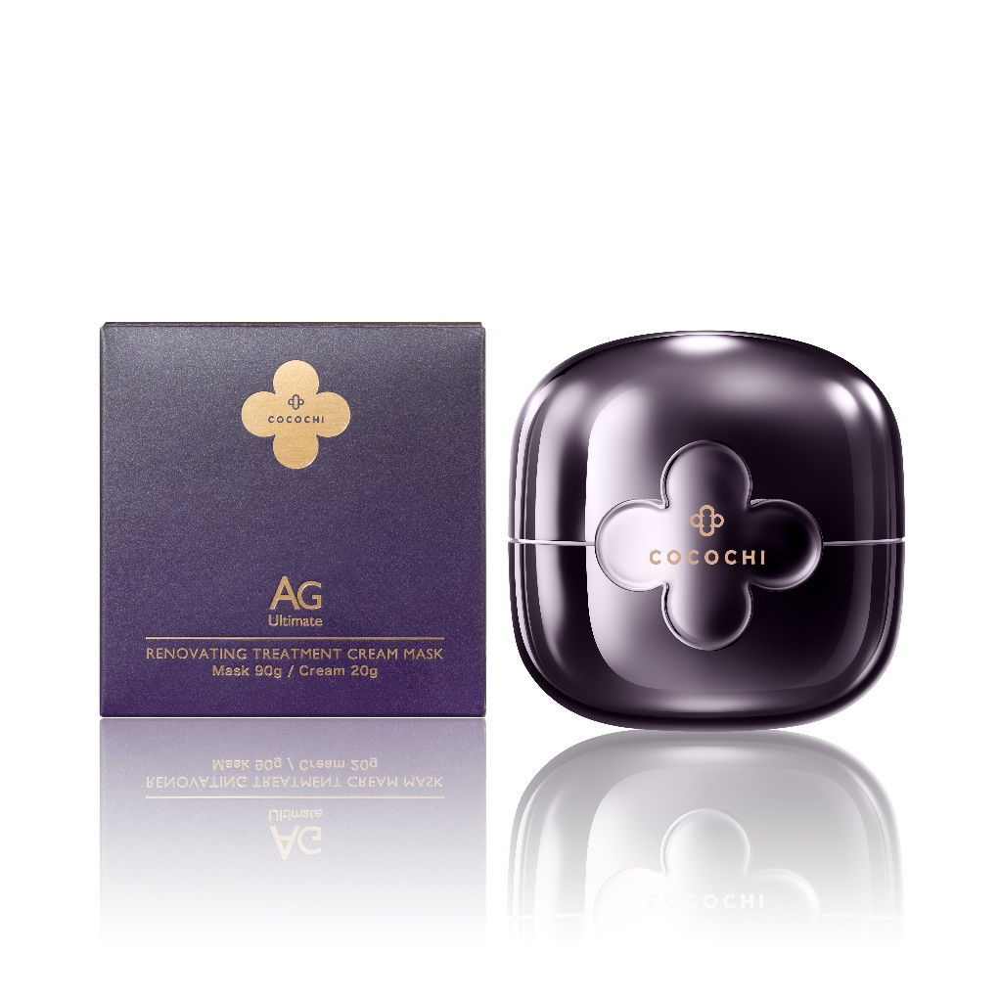 COCOCHI
AG
Ultimate
RENOVATING TREATMENT CREAM MASK
Mask 90g / Cream 20g
COCOCHI